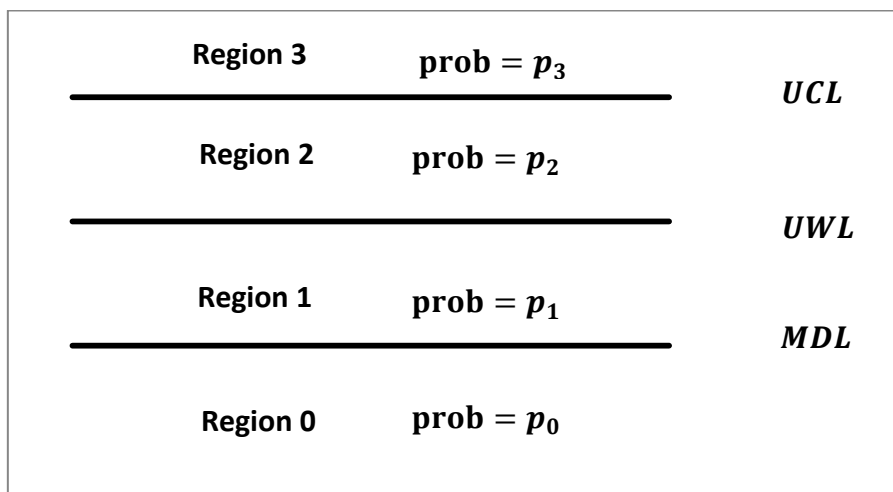 Region 3 prob = p₃
UCL
Region 2 prob = p₂
UWL
Region 1 prob = p₁
MDL
Region 0 prob = p₀